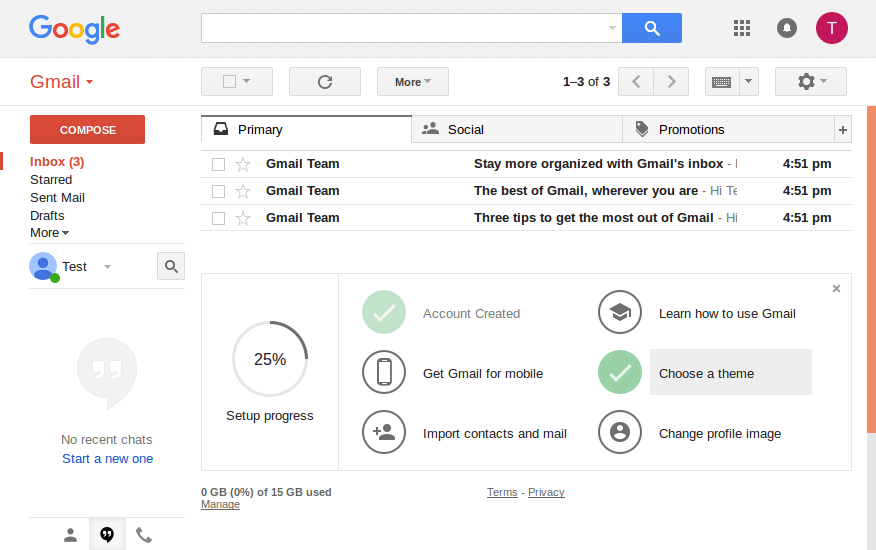 Google
T
Gmail
More
1–3 of 3
COMPOSE
Inbox (3)
Starred
Sent Mail
Drafts
More
Test
No recent chats
Start a new one
Primary
Social
Promotions
+
Gmail Team Stay more organized with Gmail's inbox - 4:51 pm
Gmail Team The best of Gmail, wherever you are - Hi 4:51 pm
Gmail Team Three tips to get the most out of Gmail - Hi 4:51 pm
25%
Setup progress
Account Created
Learn how to use Gmail
Get Gmail for mobile
Choose a theme
Import contacts and mail
Change profile image
0 GB (0%) of 15 GB used
Manage
Terms - Privacy